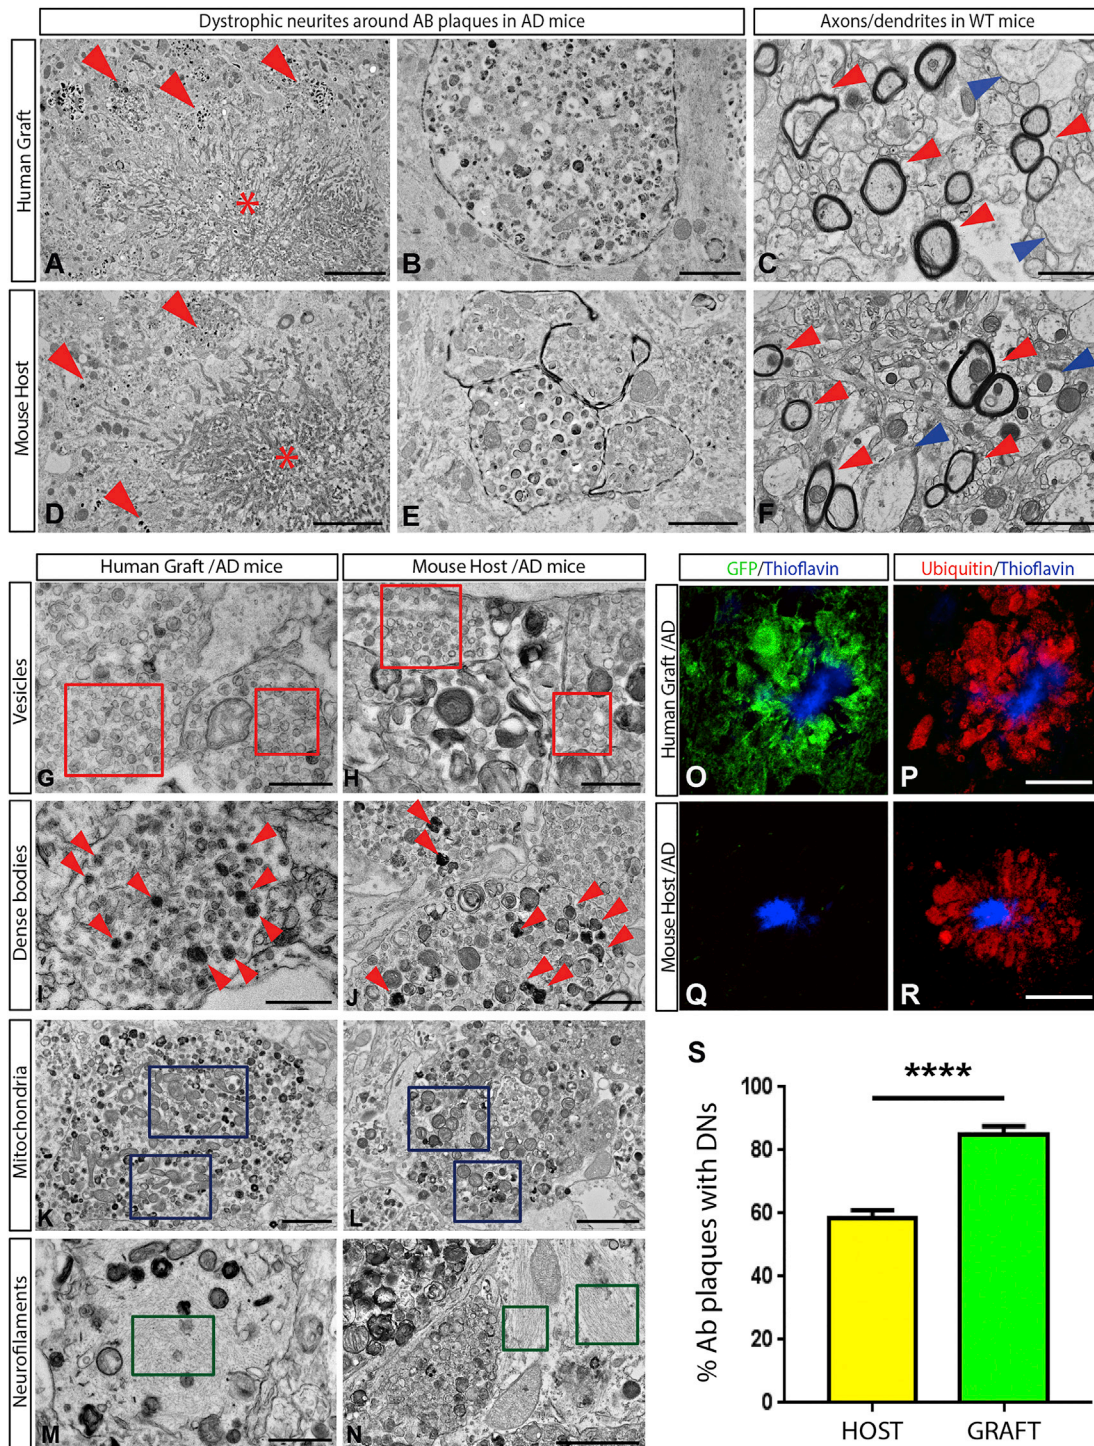 Dystrophic neurites around AB plaques in AD mice
Axons/dendrites in WT mice
Human Graft
A
B
C
Mouse Host
D
E
F
Human Graft /AD mice
Mouse Host /AD mice
GFP/Thioflavin
Ubiquitin/Thioflavin
Vesicles
G
H
Human Graft /AD
O
P
Dense bodies
I
J
Mouse Host /AD
Q
R
Mitochondria
K
L
Neurofilaments
M
N
S
****
% Ab plaques with DNs
100
80
60
40
20
0
HOST
GRAFT